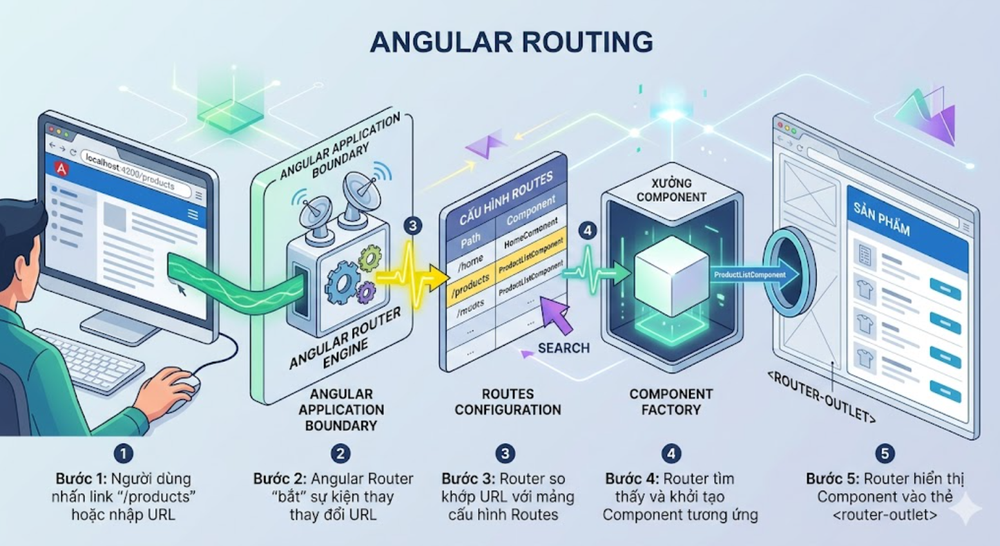 ANGULAR ROUTING
localhost:4200/products
ANGULAR APPLICATION
BOUNDARY
ANGULAR ROUTER
ENGINE
3
CẤU HÌNH ROUTES
Path Component
/home HomeComponent
/products ProductListComponent
/mudts ProductListComponent
... ...
...
SEARCH
4
XƯỞNG
COMPONENT
ProductListComponent
SẢN PHẨM
<ROUTER-OUTLET>
ANGULAR
APPLICATION
BOUNDARY
ROUTES
CONFIGURATION
COMPONENT
FACTORY
1
Bước 1: Người dùng
nhấn link “/products”
hoặc nhập URL
2
Bước 2: Angular Router
“bắt” sự kiện thay
thay đổi URL
3
Bước 3: Router so
khớp URL với mảng
cấu hình Routes
4
Bước 4: Router tìm
thấy và khởi tạo
Component tương ứng
5
Bước 5: Router hiển thị
Component vào thẻ
<router-outlet>